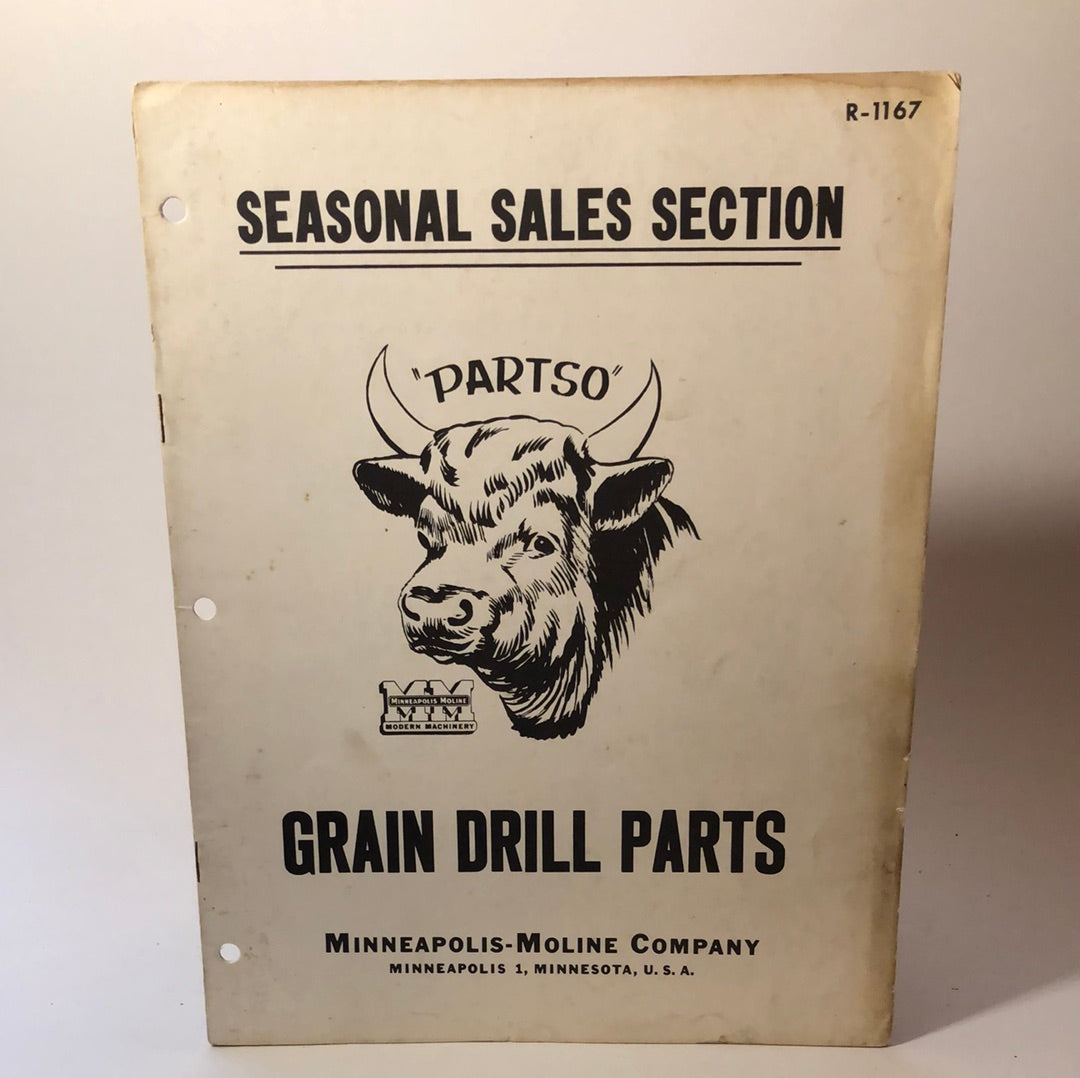 R-1167
SEASONAL SALES SECTION
"PARTSO"
MM
MINNEAPOLIS MOLINE
MODERN MACHINERY
GRAIN DRILL PARTS
MINNEAPOLIS-MOLINE COMPANY
MINNEAPOLIS 1, MINNESOTA, U. S. A.